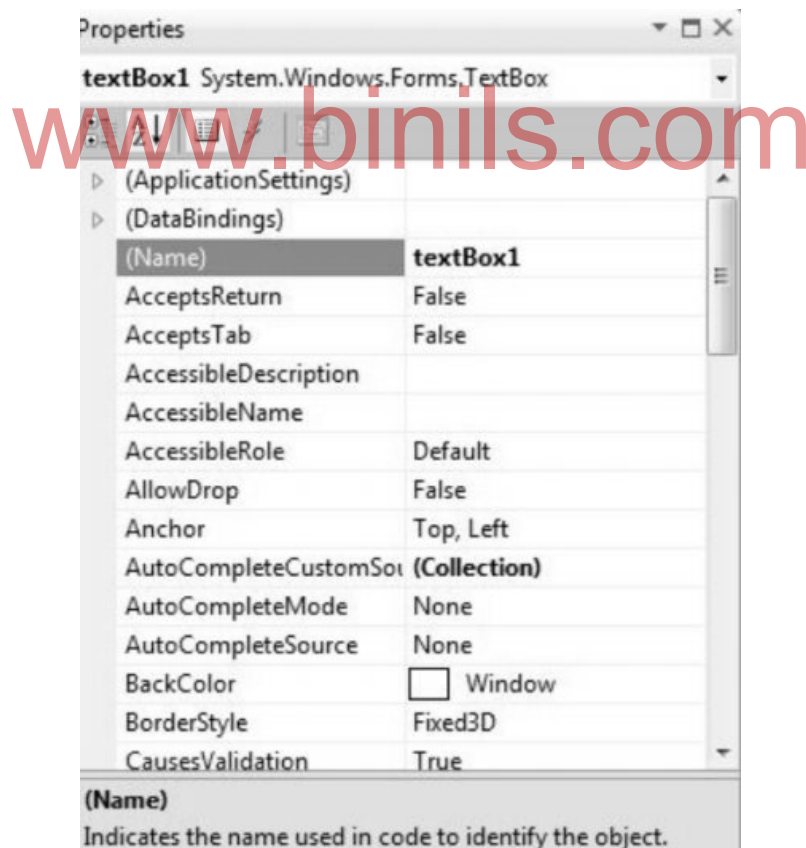 Properties
textBox1 System.Windows.Forms.TextBox
www.binils.com
(ApplicationSettings)
(DataBindings)
(Name) textBox1
AcceptsReturn False
AcceptsTab False
AccessibleDescription
AccessibleName
AccessibleRole Default
AllowDrop False
Anchor Top, Left
AutoCompleteCustomSou (Collection)
AutoCompleteMode None
AutoCompleteSource None
BackColor Window
BorderStyle Fixed3D
CausesValidation True
(Name)
Indicates the name used in code to identify the object.